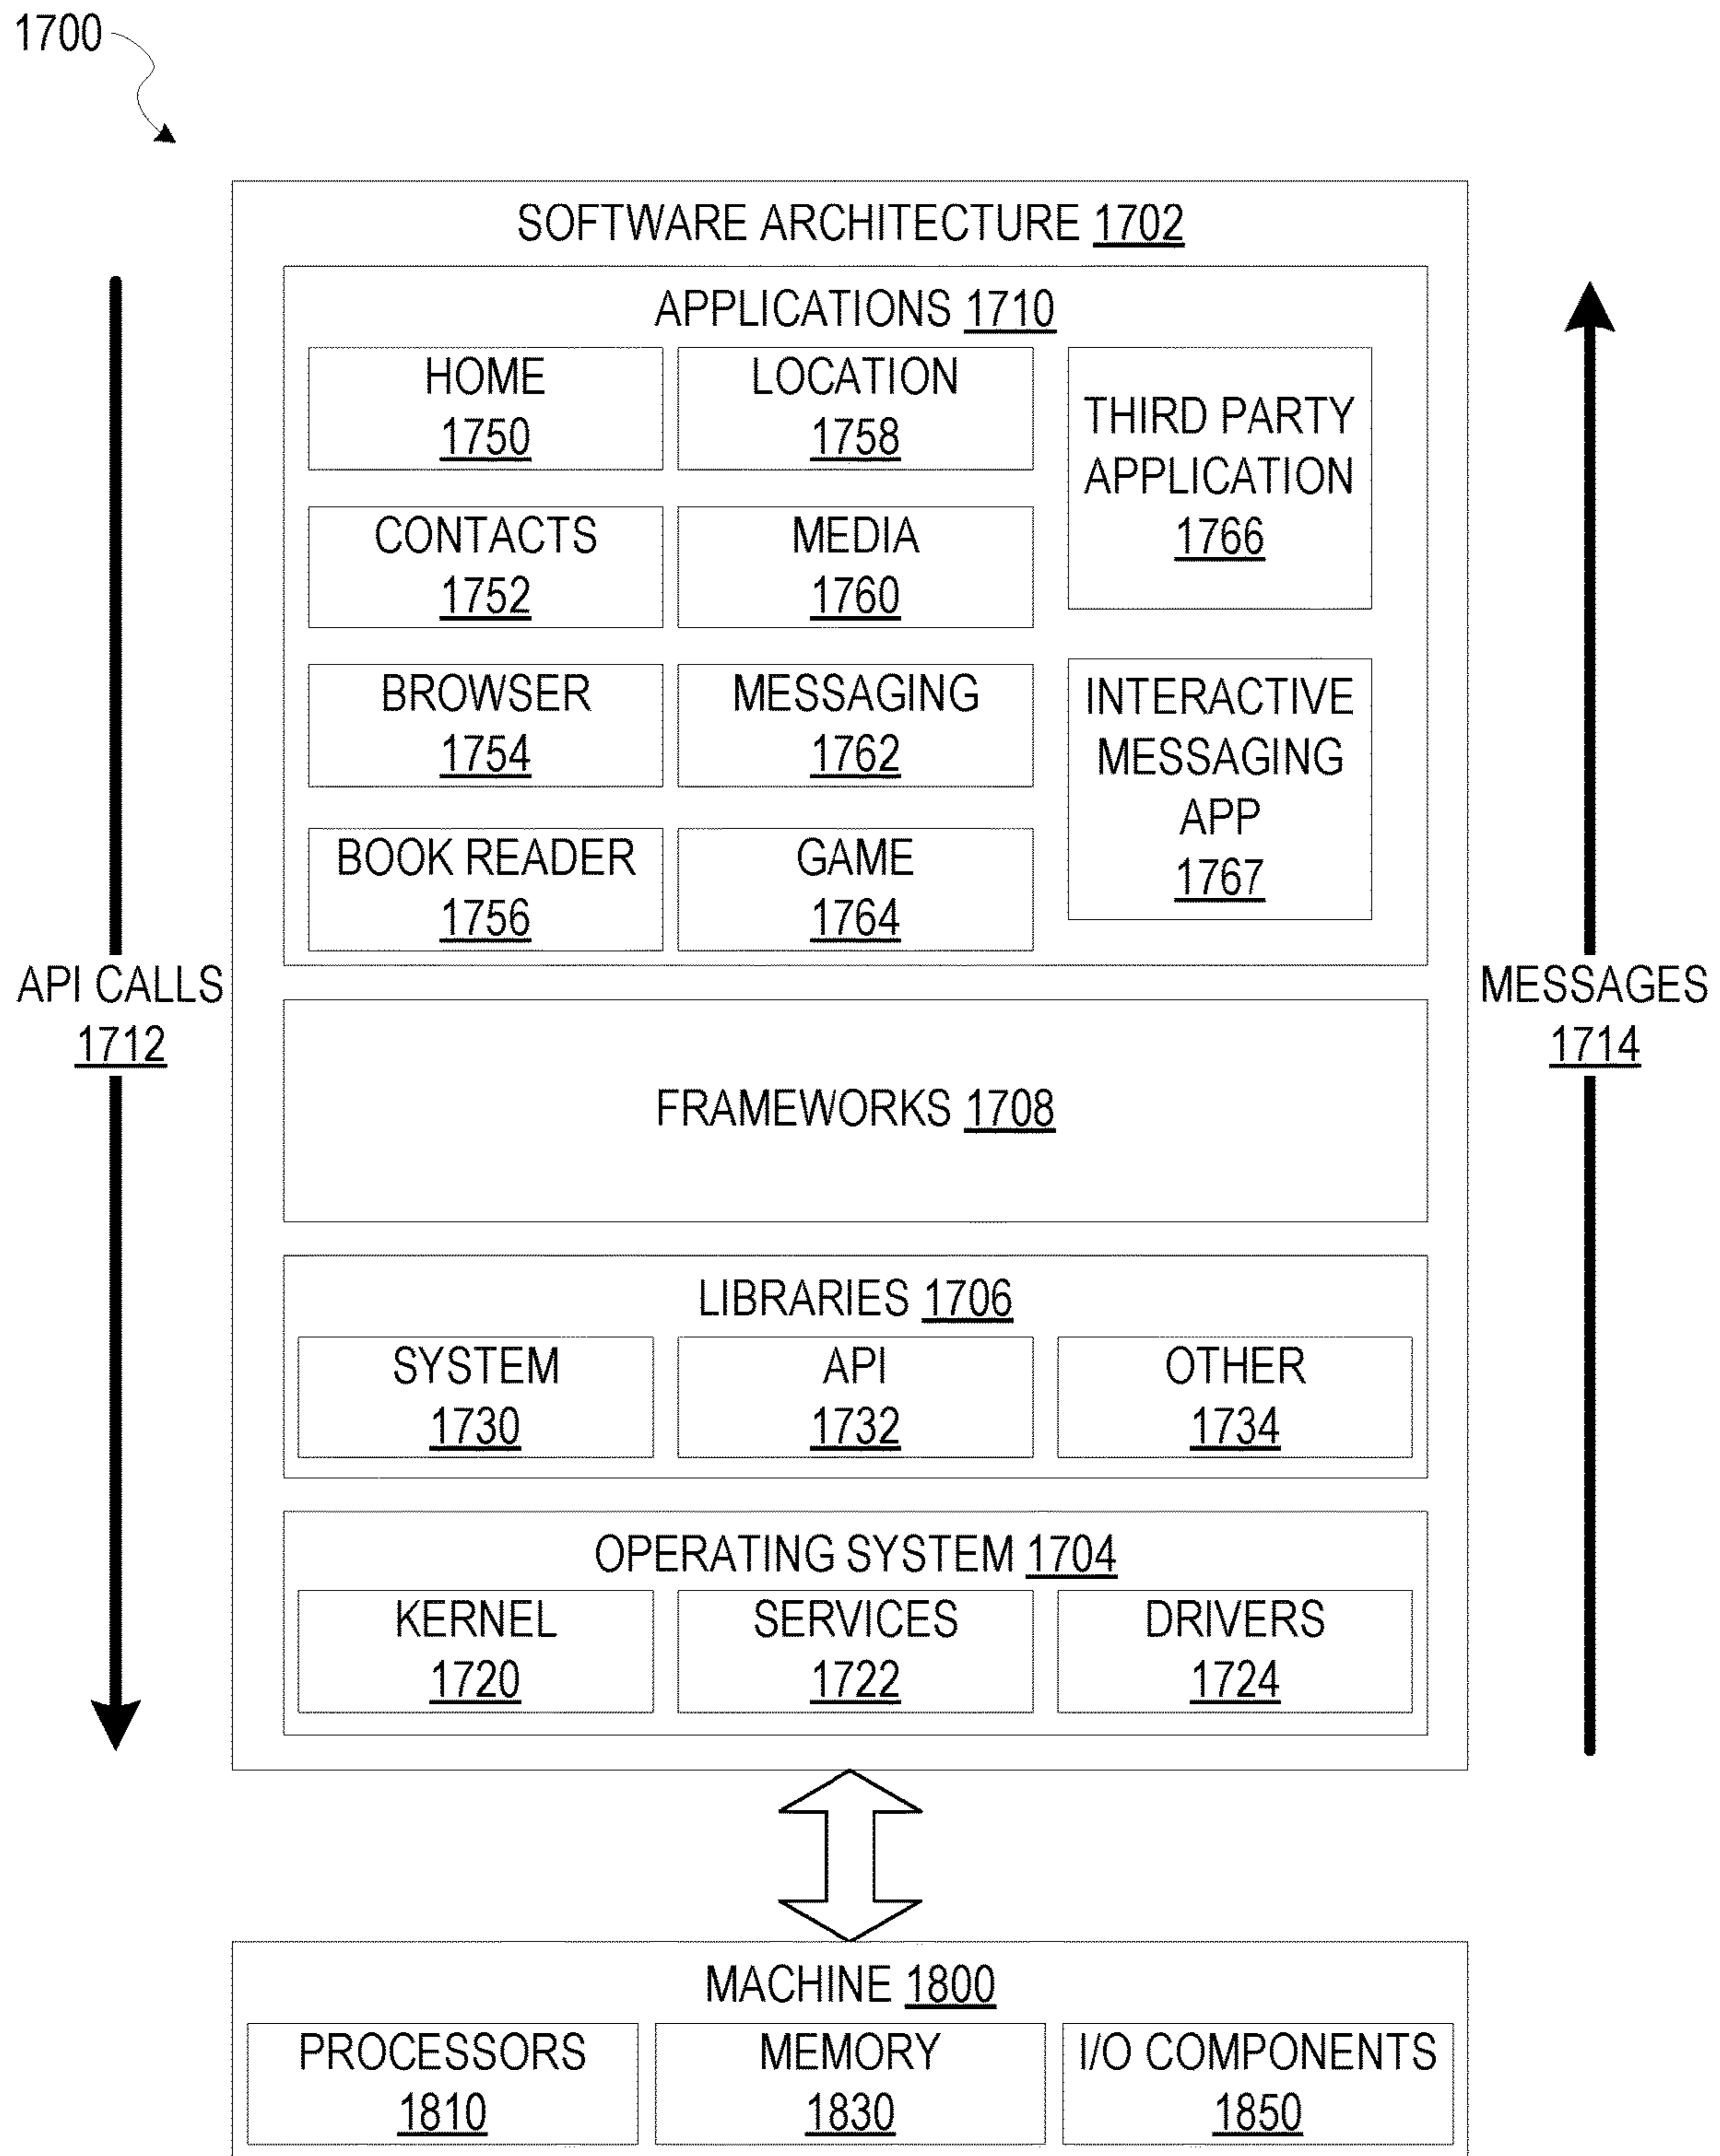 1700
SOFTWARE ARCHITECTURE 1702
APPLICATIONS 1710
HOME
1750
LOCATION
1758
THIRD PARTY
APPLICATION
1766
CONTACTS
1752
MEDIA
1760
BROWSER
1754
MESSAGING
1762
INTERACTIVE
MESSAGING
APP
1767
BOOK READER
1756
GAME
1764
API CALLS
1712
MESSAGES
1714
FRAMEWORKS 1708
LIBRARIES 1706
SYSTEM
1730
API
1732
OTHER
1734
OPERATING SYSTEM 1704
KERNEL
1720
SERVICES
1722
DRIVERS
1724
MACHINE 1800
PROCESSORS
1810
MEMORY
1830
I/O COMPONENTS
1850